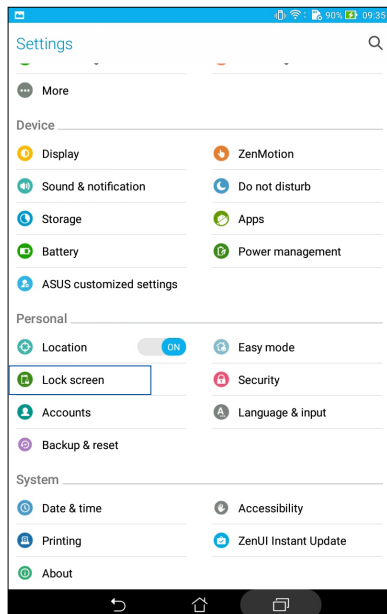 90% 09:35
Settings
More
Device
Display ZenMotion
Sound & notification Do not disturb
Storage Apps
Battery Power management
ASUS customized settings
Personal
Location ON Easy mode
Lock screen Security
Accounts A Language & input
Backup & reset
System
Date & time Accessibility
Printing ZenUI Instant Update
About